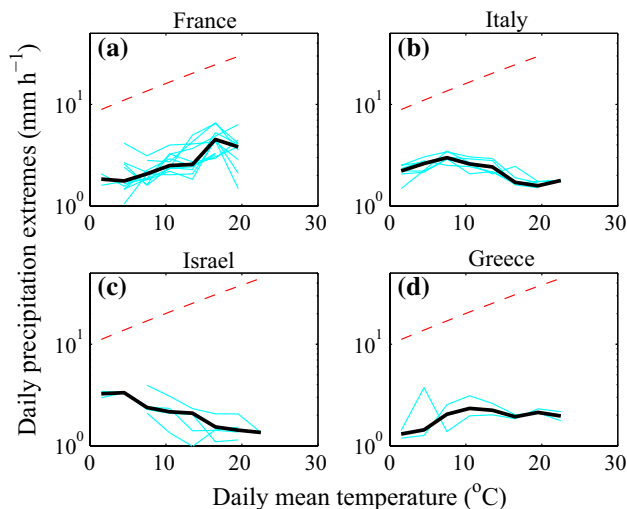 France
Italy
(a)
(b)
10¹
10⁰
0
10
20
30
10¹
10⁰
0
10
20
30
Israel
Greece
(c)
(d)
10¹
10⁰
0
10
20
30
10¹
10⁰
0
10
20
30
Daily precipitation extremes (mm h⁻¹)
Daily mean temperature (°C)